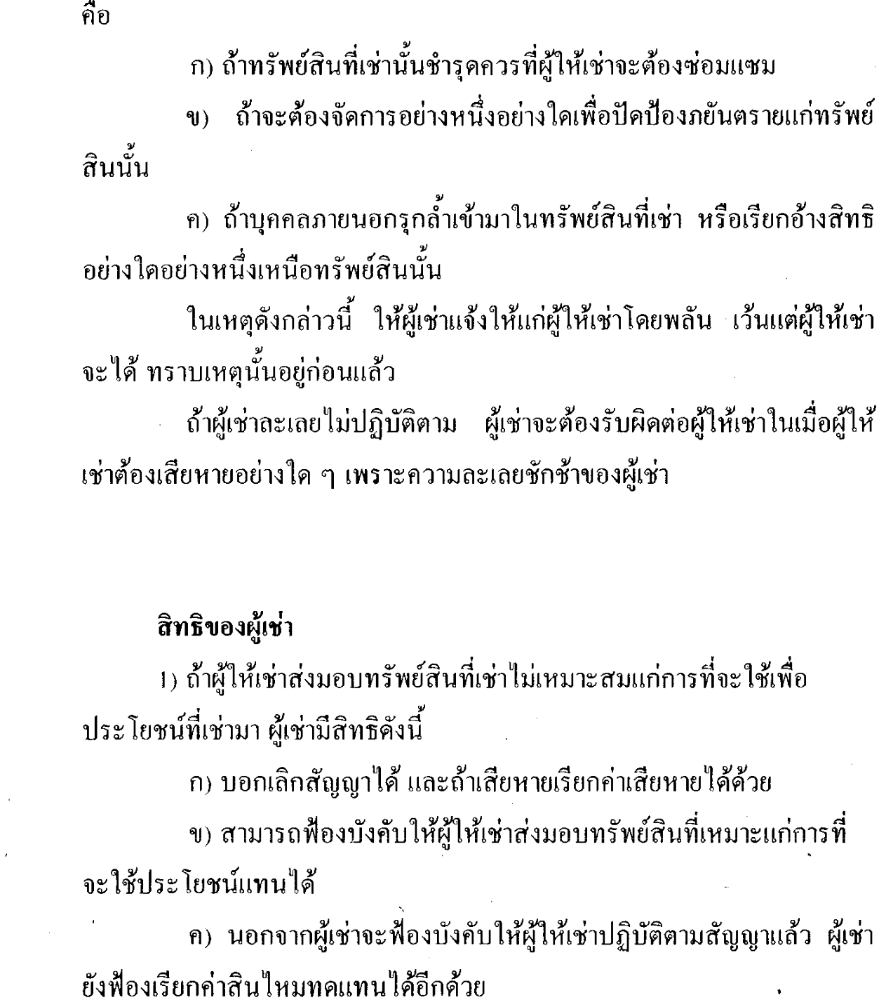 คือ
ก) ถ้าทรัพย์สินที่เช่านั้นชำรุดควรที่ผู้ให้เช่าจะต้องซ่อมแซม
ข) ถ้าจะต้องจัดการอย่างหนึ่งอย่างใดเพื่อปัดป้องภยันตรายแก่ทรัพย์
สินนั้น
ค) ถ้าบุคคลภายนอกรุกล้ำเข้ามาในทรัพย์สินที่เช่า หรือเรียกอ้างสิทธิ
อย่างใดอย่างหนึ่งเหนือทรัพย์สินนั้น
ในเหตุดังกล่าวนี้ ให้ผู้เช่าแจ้งให้แก่ผู้ให้เช่าโดยพลัน เว้นแต่ผู้ให้เช่า
จะได้ ทราบเหตุนั้นอยู่ก่อนแล้ว
ถ้าผู้เช่าละเลยไม่ปฏิบัติตาม ผู้เช่าจะต้องรับผิดต่อผู้ให้เช่าในเมื่อผู้ให้
เช่าต้องเสียหายอย่างใด ๆ เพราะความละเลยชักช้าของผู้เช่า
สิทธิของผู้เช่า
1) ถ้าผู้ให้เช่าส่งมอบทรัพย์สินที่เช่าไม่เหมาะสมแก่การที่จะใช้เพื่อ
ประโยชน์ที่เช่ามา ผู้เช่ามีสิทธิดังนี้
ก) บอกเลิกสัญญาได้ และถ้าเสียหายเรียกค่าเสียหายได้ด้วย
ข) สามารถฟ้องบังคับให้ผู้ให้เช่าส่งมอบทรัพย์สินที่เหมาะแก่การที่
จะใช้ประโยชน์แทนได้
ค) นอกจากผู้เช่าจะฟ้องบังคับให้ผู้ให้เช่าปฏิบัติตามสัญญาแล้ว ผู้เช่า
ยังฟ้องเรียกค่าสินไหมทดแทนได้อีกด้วย